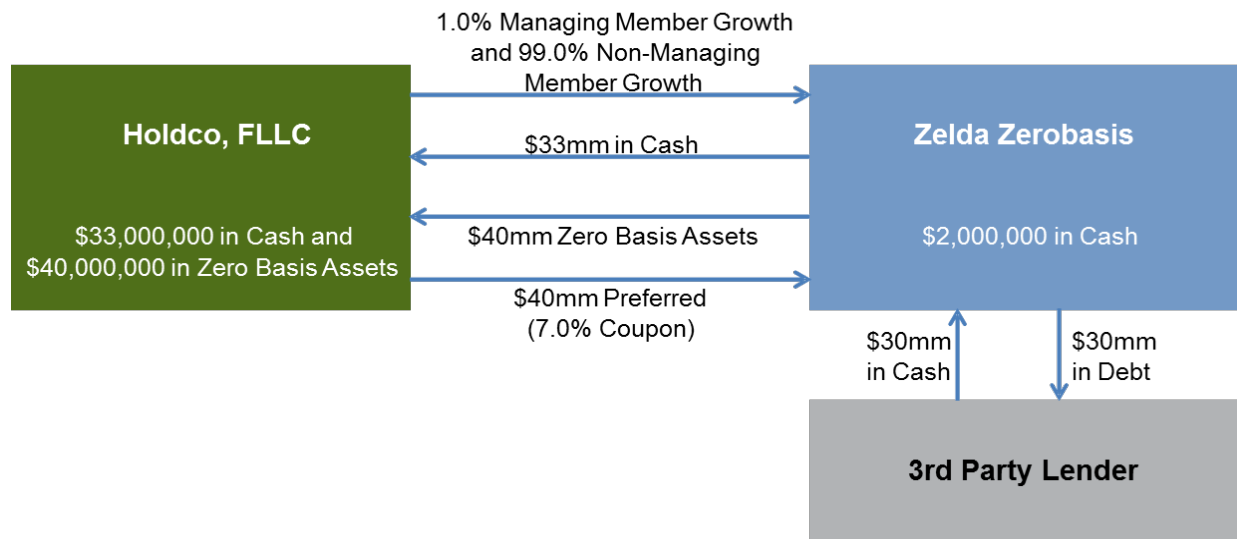 1.0% Managing Member Growth
and 99.0% Non-Managing
Member Growth
Holdco, FLLC
$33,000,000 in Cash and
$40,000,000 in Zero Basis Assets
$33mm in Cash
$40mm Zero Basis Assets
$40mm Preferred
(7.0% Coupon)
Zelda Zerobasis
$2,000,000 in Cash
$30mm
in Cash
$30mm
in Debt
3rd Party Lender